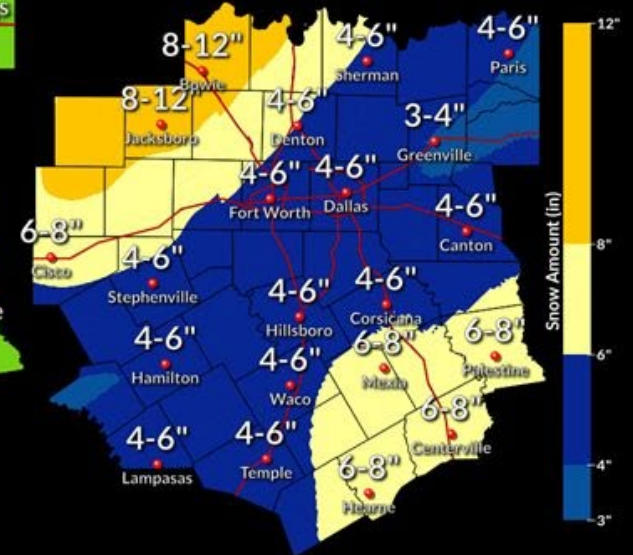 s
8-12"
Bowie
4-6"
Sherman
4-6"
Paris
8-12"
Jacksboro
4-6"
Denton
3-4"
Greenville
4-6"
Fort Worth
4-6"
Dallas
4-6"
Canton
6-8"
Cisco
4-6"
Stephenville
4-6"
Hillsboro
4-6"
Corsicana
4-6"
Hamilton
4-6"
Waco
6-8"
Mexia
6-8"
Palestine
4-6"
Lampasas
4-6"
Temple
6-8"
Centerville
6-8"
Hearne
e
Snow Amount (in)
12"
8"
6"
4"
3"